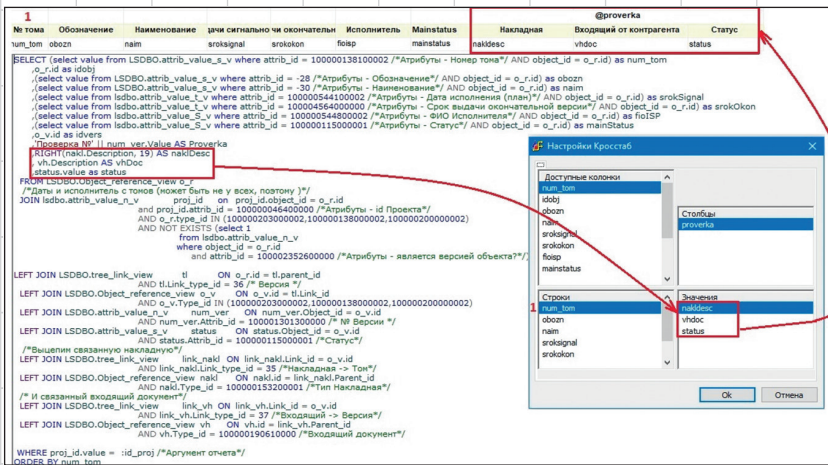 1
@proverka
№ тома Обозначение Наименование дачи сигнально чи окончательн Исполнитель Mainstatus Накладная Входящий от контрагента Статус
num_tom obozn naim sroksignal srokokon fioisp mainstatus nakldesc vhdoc status
SELECT (select value from LSDBO.attribute_value_s_v where attrib_id = 100000138100002 /*Атрибуты - Номер тома*/ AND object_id = o_r.id) as num_tom
,o_r.id as idobj
,(select value from LSDBO.attribute_value_s_v where attrib_id = -28 /*Атрибуты - Обозначение*/ AND object_id = o_r.id) as obozn
,(select value from LSDBO.attribute_value_s_v where attrib_id = -30 /*Атрибуты - Наименование*/ AND object_id = o_r.id) as naim
,(select value from lsdbo.attribute_value_t_v where attrib_id = 100000544100002 /*Атрибуты - Дата исполнения (план)*/ AND object_id = o_r.id) as srokSignal
,(select value from lsdbo.attribute_value_t_v where attrib_id = 100004564000002 /*Атрибуты - Срок выдачи окончательной версии*/ AND object_id = o_r.id) as srokOkon
,(select value from lsdbo.attribute_value_S_v where attrib_id = 100000544800002 /*Атрибуты - ФИО Исполнителя*/ AND object_id = o_r.id) as fioISP
,(select value from lsdbo.attribute_value_S_v where attrib_id = 100000115000001 /*Атрибуты - Статус*/ AND object_id = o_r.id) as mainStatus
,o_v.id as idvers
,'Проверка №' || num_ver.Value AS Proverka
,RIGHT(nakl.Description, 19) AS naklDesc
, vh.Description AS vhDoc
,status.value as status
FROM LSDBO.Object_reference_view o_r
/*Даты и исполнитель с томов (может быть не у всех, поэтому )*/
JOIN lsdbo.attribute_value_n_v proj_id on proj_id.object_id = o_r.id
and proj_id.attrib_id = 100000046400000 /*Атрибуты - id Проекта*/
AND o_r.type_id IN (100000203000002,100000138000002,100000200000002)
AND NOT EXISTS (select 1
from lsdbo.attribute_value_n_v
where object_id = o_r.id
and attrib_id = 100002352600000 /*Атрибуты - является версией объекта?*/)
LEFT JOIN LSDBO.tree_link_view tl ON o_r.id = tl.parent_id
AND tl.Link_type_id = 36 /* Версия */
LEFT JOIN LSDBO.Object_reference_view o_v ON o_v.id = tl.Link_id
AND o_v.Type_id IN (100000203000002,100000138000002,100000200000002)
LEFT JOIN LSDBO.attribute_value_n_v num_ver ON num_ver.Object_id = o_v.id
AND num_ver.Attrib_id = 100001301300000 /* № Версии */
LEFT JOIN LSDBO.attribute_value_s_v status ON status.Object_id = o_v.id
AND status.Attrib_id = 100000115000001 /*Статус*/
/*Выцепим связанную накладную*/
LEFT JOIN LSDBO.tree_link_view link_nakl ON link_nakl.Link_id = o_v.id
AND link_nakl.Link_type_id = 35 /*Накладная -> Том*/
LEFT JOIN LSDBO.Object_reference_view nakl ON nakl.id = link_nakl.Parent_id
AND nakl.Type_id = 100000153200001 /*Тип Накладная*/
/* И связанный входящий документ*/
LEFT JOIN LSDBO.tree_link_view link_vh ON link_vh.Link_id = o_v.id
AND link_vh.Link_type_id = 37 /*Входящий -> Версия*/
LEFT JOIN LSDBO.Object_reference_view vh ON vh.id = link_vh.Parent_id
AND vh.Type_id = 100000190610000 /*Входящий документ*/
WHERE proj_id.value = :id_proj /*Аргумент отчета*/
ORDER BY num_tom
Настройки Кросстаб
Доступные колонки
num_tom
idobj
obozn
naim
sroksignal
srokokon
fioisp
mainstatus
Столбцы
proverka
Строки
1
num_tom
obozn
naim
sroksignal
srokokon
Значения
nakldesc
vhdoc
status
Ok
Отмена